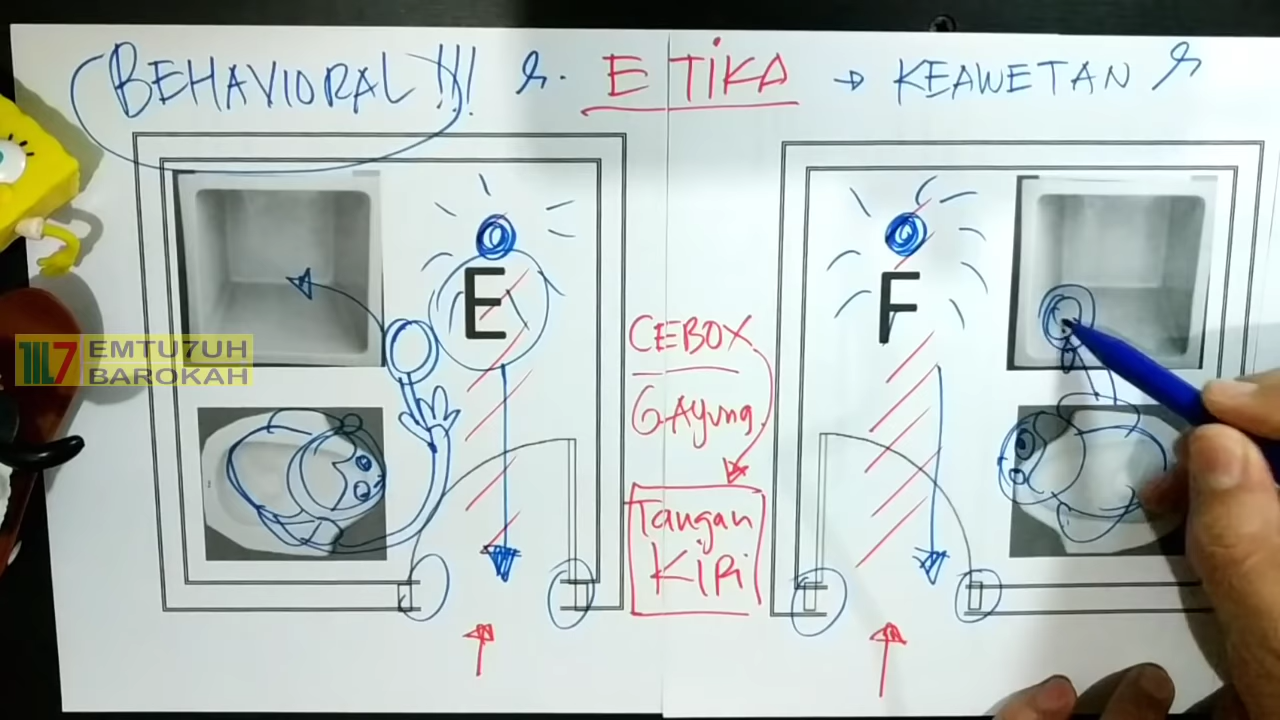 BEHAVIORAL !!! & ETIKA → KEAWETAN
E
F
CEBOX
GAyung
Tangan
KIRI
EMTU7UH
BAROKAH